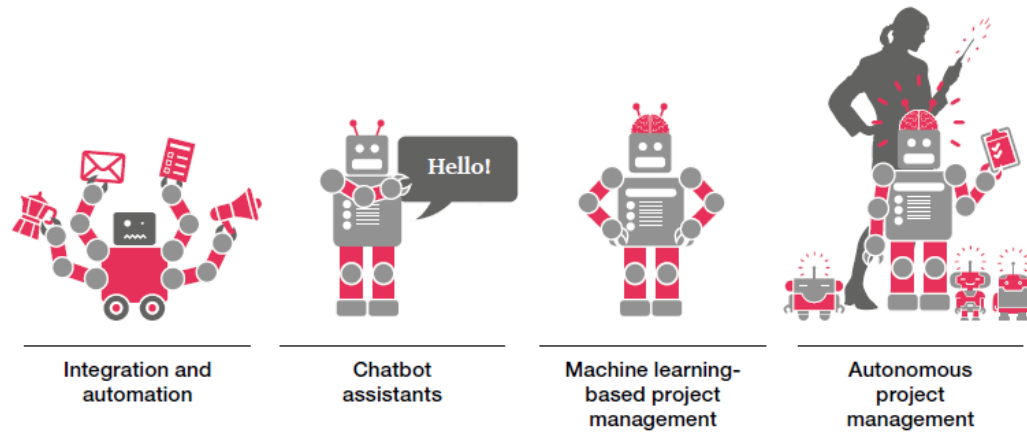 Hello!
Integration and
automation
Chatbot
assistants
Machine learning-
based project
management
Autonomous
project
management